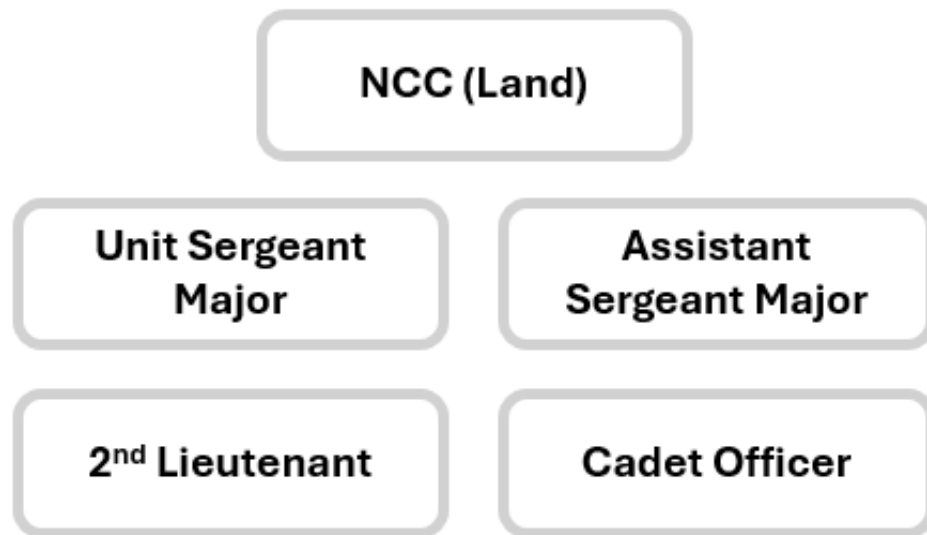 NCC (Land)
Unit Sergeant
Major
Assistant
Sergeant Major
2nd Lieutenant
Cadet Officer